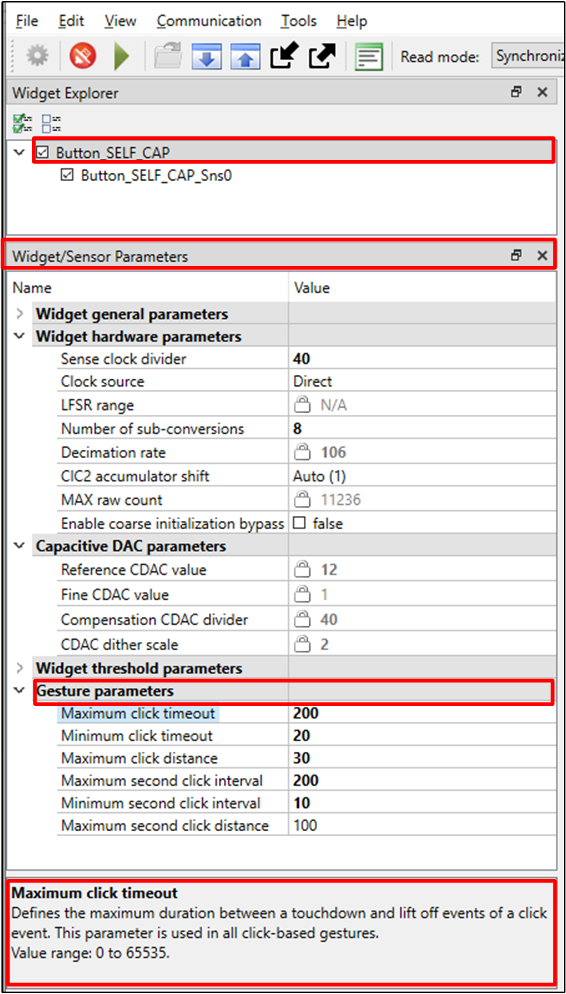 File Edit View Communication Tools Help
Read mode: Synchroniz
Widget Explorer
Button_SELF_CAP
Button_SELF_CAP_Sns0
Widget/Sensor Parameters
Name Value
Widget general parameters
Widget hardware parameters
Sense clock divider 40
Clock source Direct
LFSR range N/A
Number of sub-conversions 8
Decimation rate 106
CIC2 accumulator shift Auto (1)
MAX raw count 11236
Enable coarse initialization bypass false
Capacitive DAC parameters
Reference CDAC value 12
Fine CDAC value 1
Compensation CDAC divider 40
CDAC dither scale 2
Widget threshold parameters
Gesture parameters
Maximum click timeout 200
Minimum click timeout 20
Maximum click distance 30
Maximum second click interval 200
Minimum second click interval 10
Maximum second click distance 100
Maximum click timeout
Defines the maximum duration between a touchdown and lift off events of a click
event. This parameter is used in all click-based gestures.
Value range: 0 to 65535.